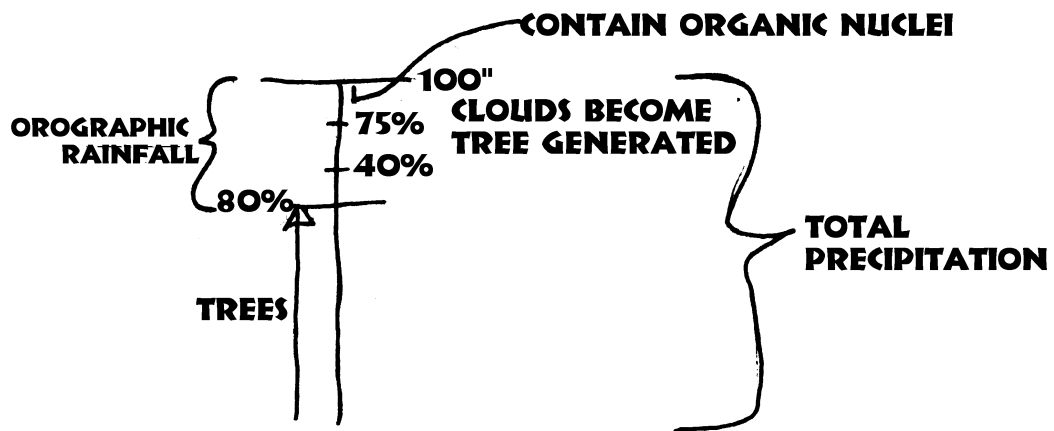 CONTAIN ORGANIC NUCLEI
100"
CLOUDS BECOME
TREE GENERATED
75%
40%
OROGRAPHIC
RAINFALL
80%
TREES
TOTAL
PRECIPITATION